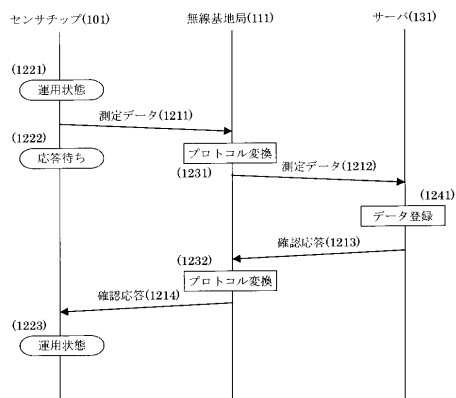 センサチップ(101)
無線基地局(111)
サーバ(131)
(1221)
運用状態
測定データ(1211)
(1222)
応答待ち
プロトコル変換
(1231)
測定データ(1212)
(1241)
データ登録
確認応答(1213)
(1232)
プロトコル変換
確認応答(1214)
(1223)
運用状態